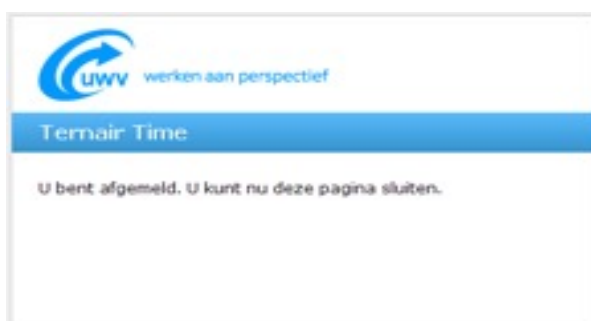 UWV werken aan perspectief
Ternair Time
U bent afgemeld. U kunt nu deze pagina sluiten.